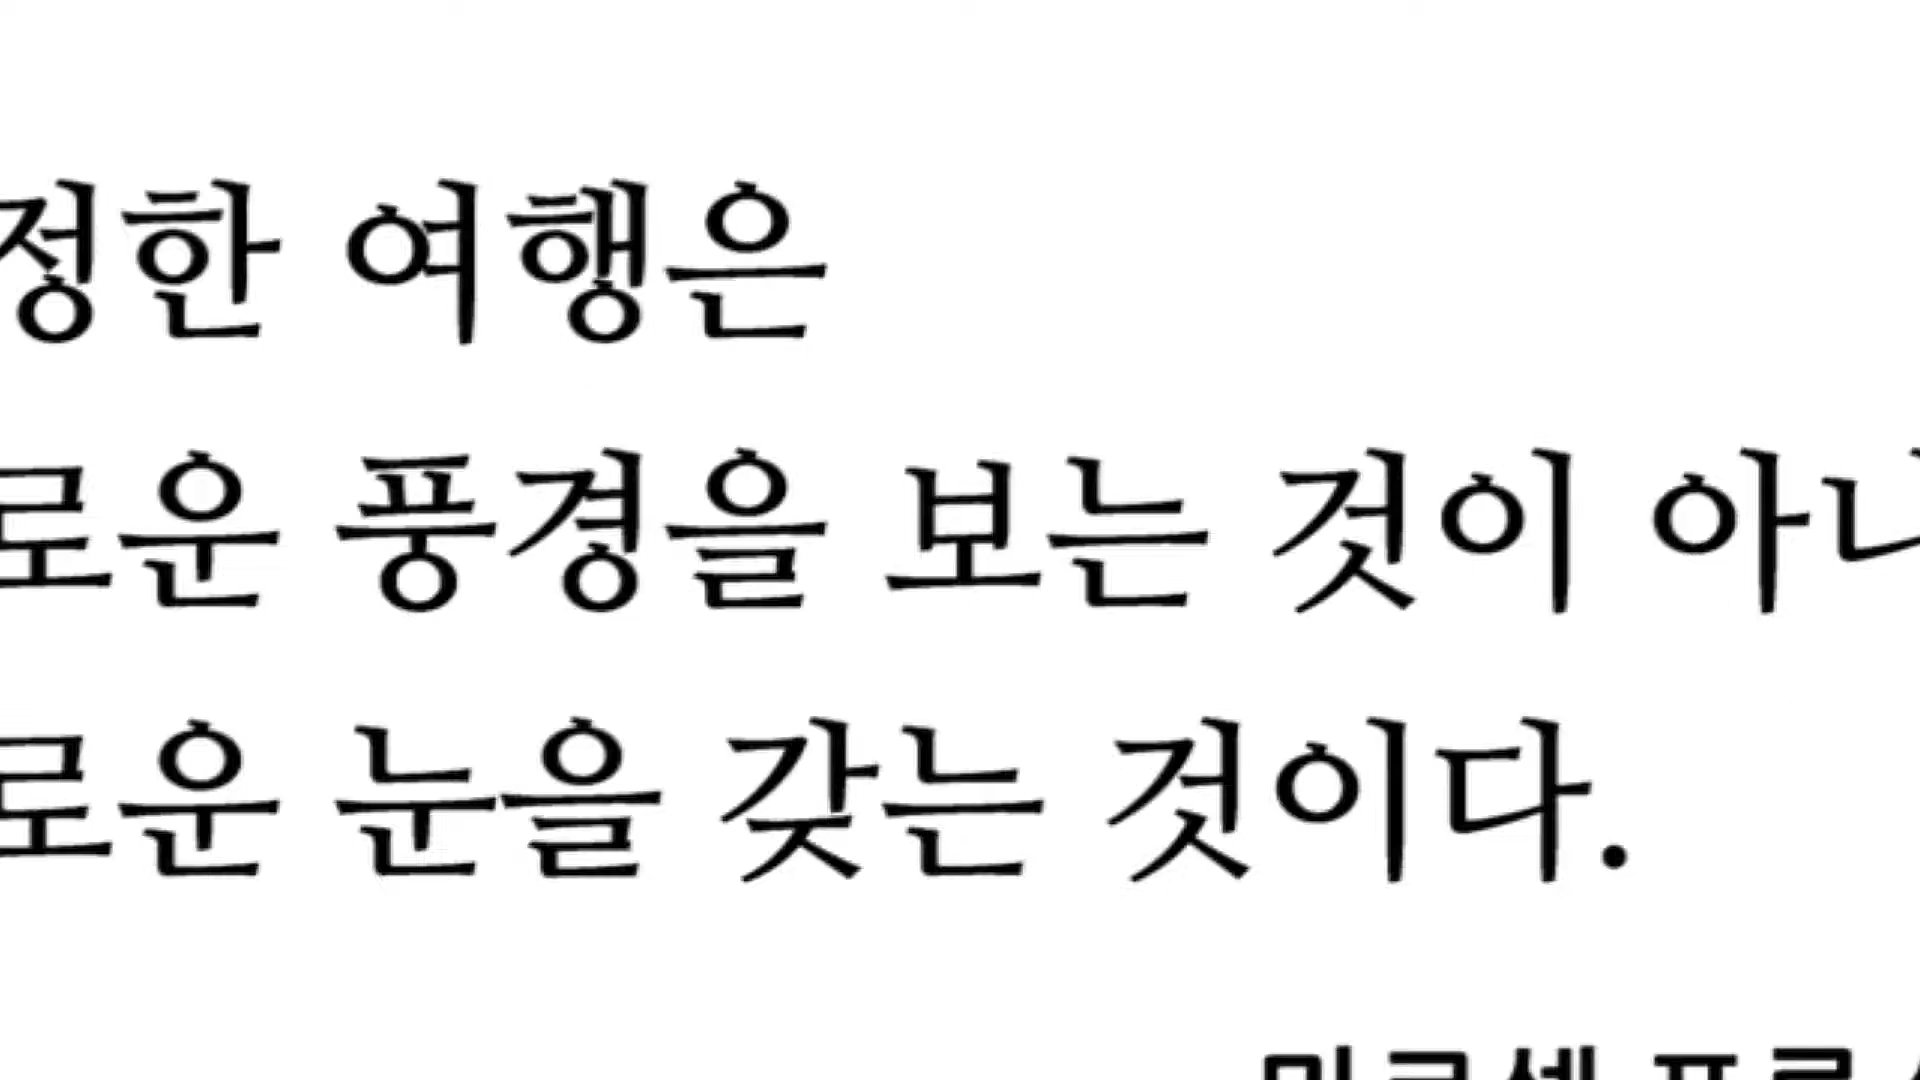 정한 여행은
로운 풍경을 보는 것이 아니
로운 눈을 갖는 것이다.